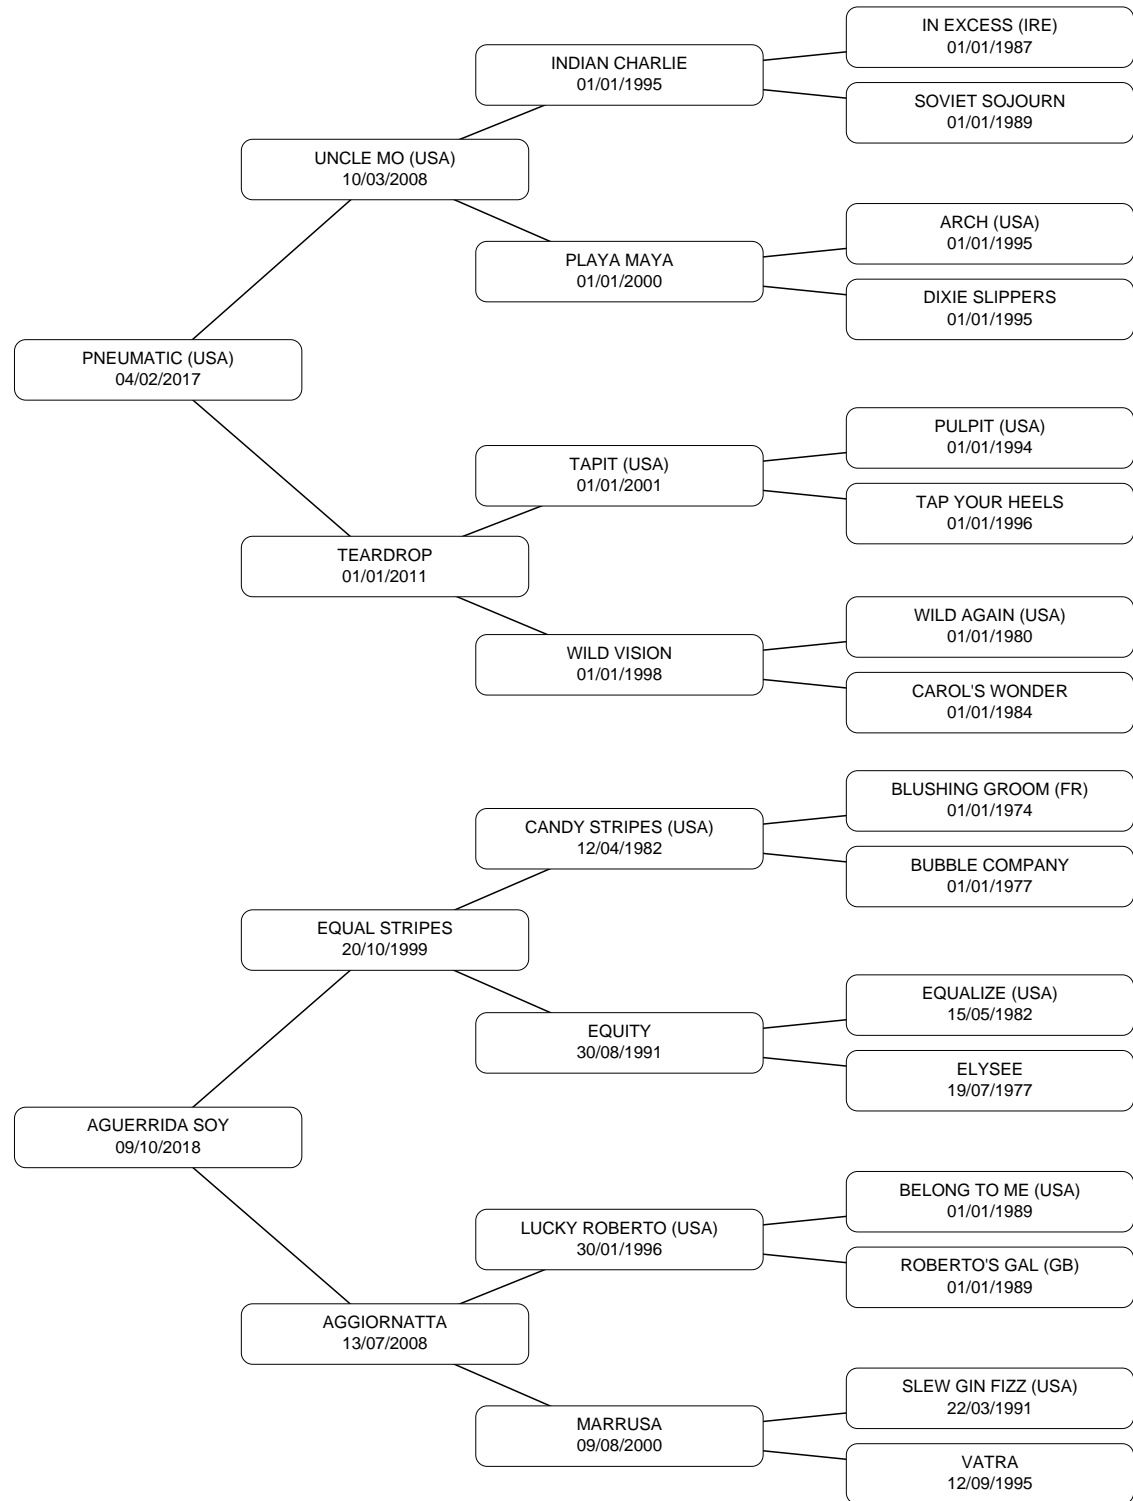 IN EXCESS (IRE)
01/01/1987
INDIAN CHARLIE
01/01/1995
SOVIET SOJOURN
01/01/1989
UNCLE MO (USA)
10/03/2008
ARCH (USA)
01/01/1995
PLAYA MAYA
01/01/2000
DIXIE SLIPPERS
01/01/1995
PNEUMATIC (USA)
04/02/2017
PULPIT (USA)
01/01/1994
TAPIT (USA)
01/01/2001
TAP YOUR HEELS
01/01/1996
TEARDROP
01/01/2011
WILD AGAIN (USA)
01/01/1980
WILD VISION
01/01/1998
CAROL'S WONDER
01/01/1984
BLUSHING GROOM (FR)
01/01/1974
CANDY STRIPES (USA)
12/04/1982
BUBBLE COMPANY
01/01/1977
EQUAL STRIPES
20/10/1999
EQUALIZE (USA)
15/05/1982
EQUITY
30/08/1991
ELYSEE
19/07/1977
AGUERRIDA SOY
09/10/2018
BELONG TO ME (USA)
01/01/1989
LUCKY ROBERTO (USA)
30/01/1996
ROBERTO'S GAL (GB)
01/01/1989
AGGIORNATTA
13/07/2008
SLEW GIN FIZZ (USA)
22/03/1991
MARRUSA
09/08/2000
VATRA
12/09/1995